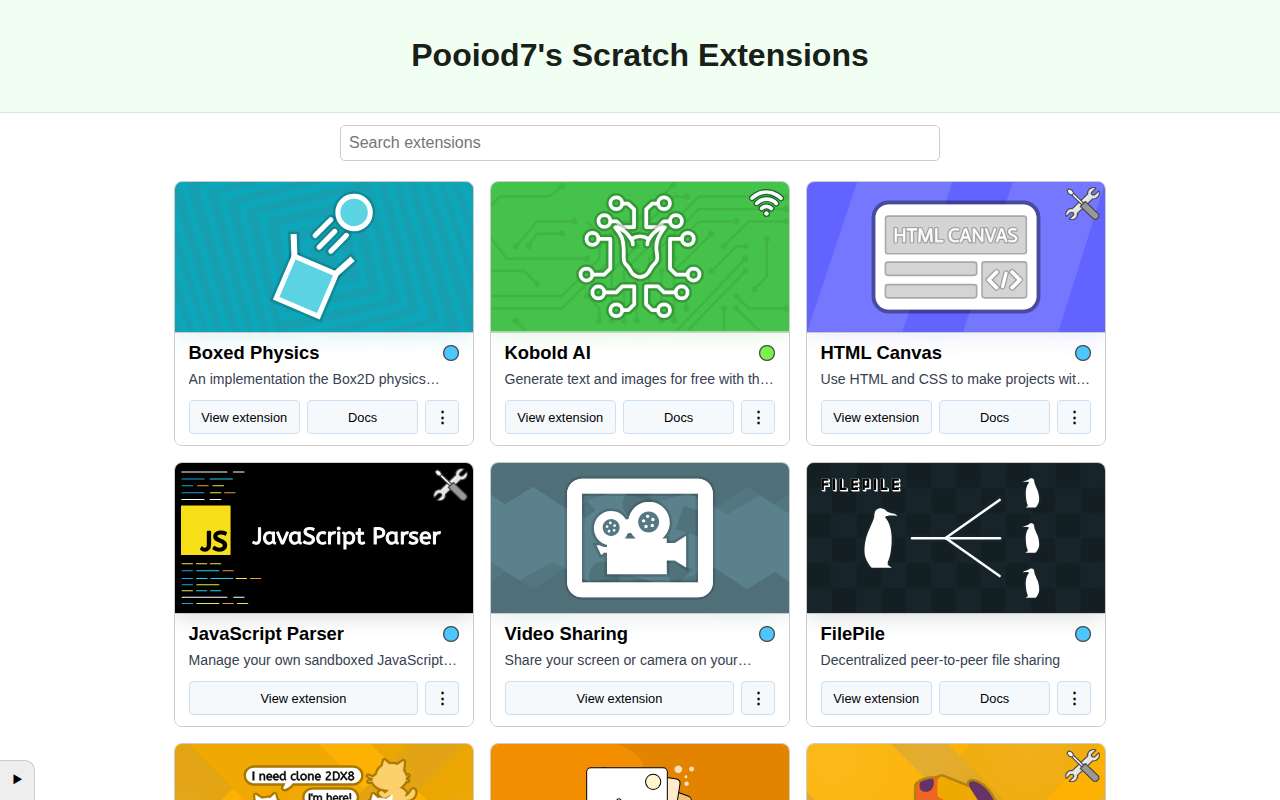 Pooiod7's Scratch Extensions
Search extensions
HTML CANVAS
</>
Boxed Physics
An implementation the Box2D physics…
View extension
Docs
Kobold AI
Generate text and images for free with th…
View extension
Docs
HTML Canvas
Use HTML and CSS to make projects wit…
View extension
Docs
JS
JavaScript Parser
FILEPILE
JavaScript Parser
Manage your own sandboxed JavaScript…
View extension
Video Sharing
Share your screen or camera on your…
View extension
FilePile
Decentralized peer-to-peer file sharing
View extension
Docs
I need clone 2DX8
I'm here!